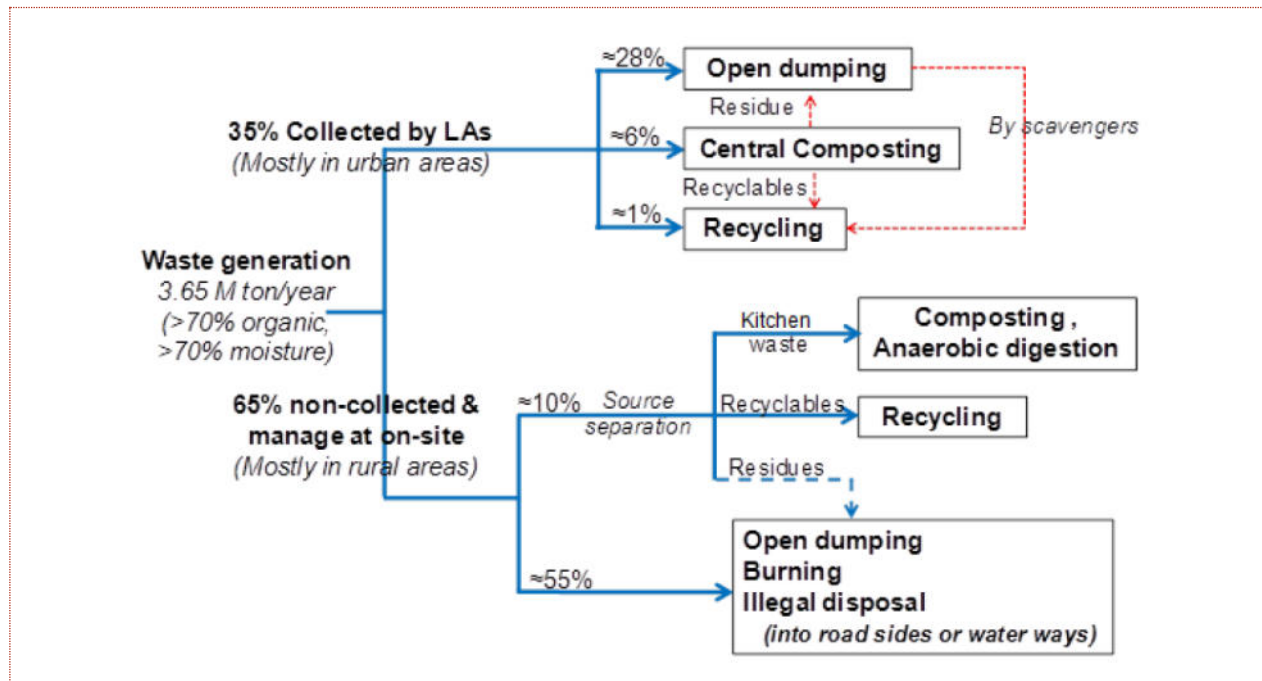 ≈28%
Open dumping
Residue
By scavengers
35% Collected by LAs
(Mostly in urban areas)
≈6%
Central Composting
Recyclables
≈1%
Recycling
Waste generation
3.65 M ton/year
(>70% organic,
>70% moisture)
Kitchen
waste
Composting ,
Anaerobic digestion
65% non-collected &
manage at on-site
(Mostly in rural areas)
≈10%
Source
separation
Recyclables
Recycling
Residues
≈55%
Open dumping
Burning
Illegal disposal
(into road sides or water ways)